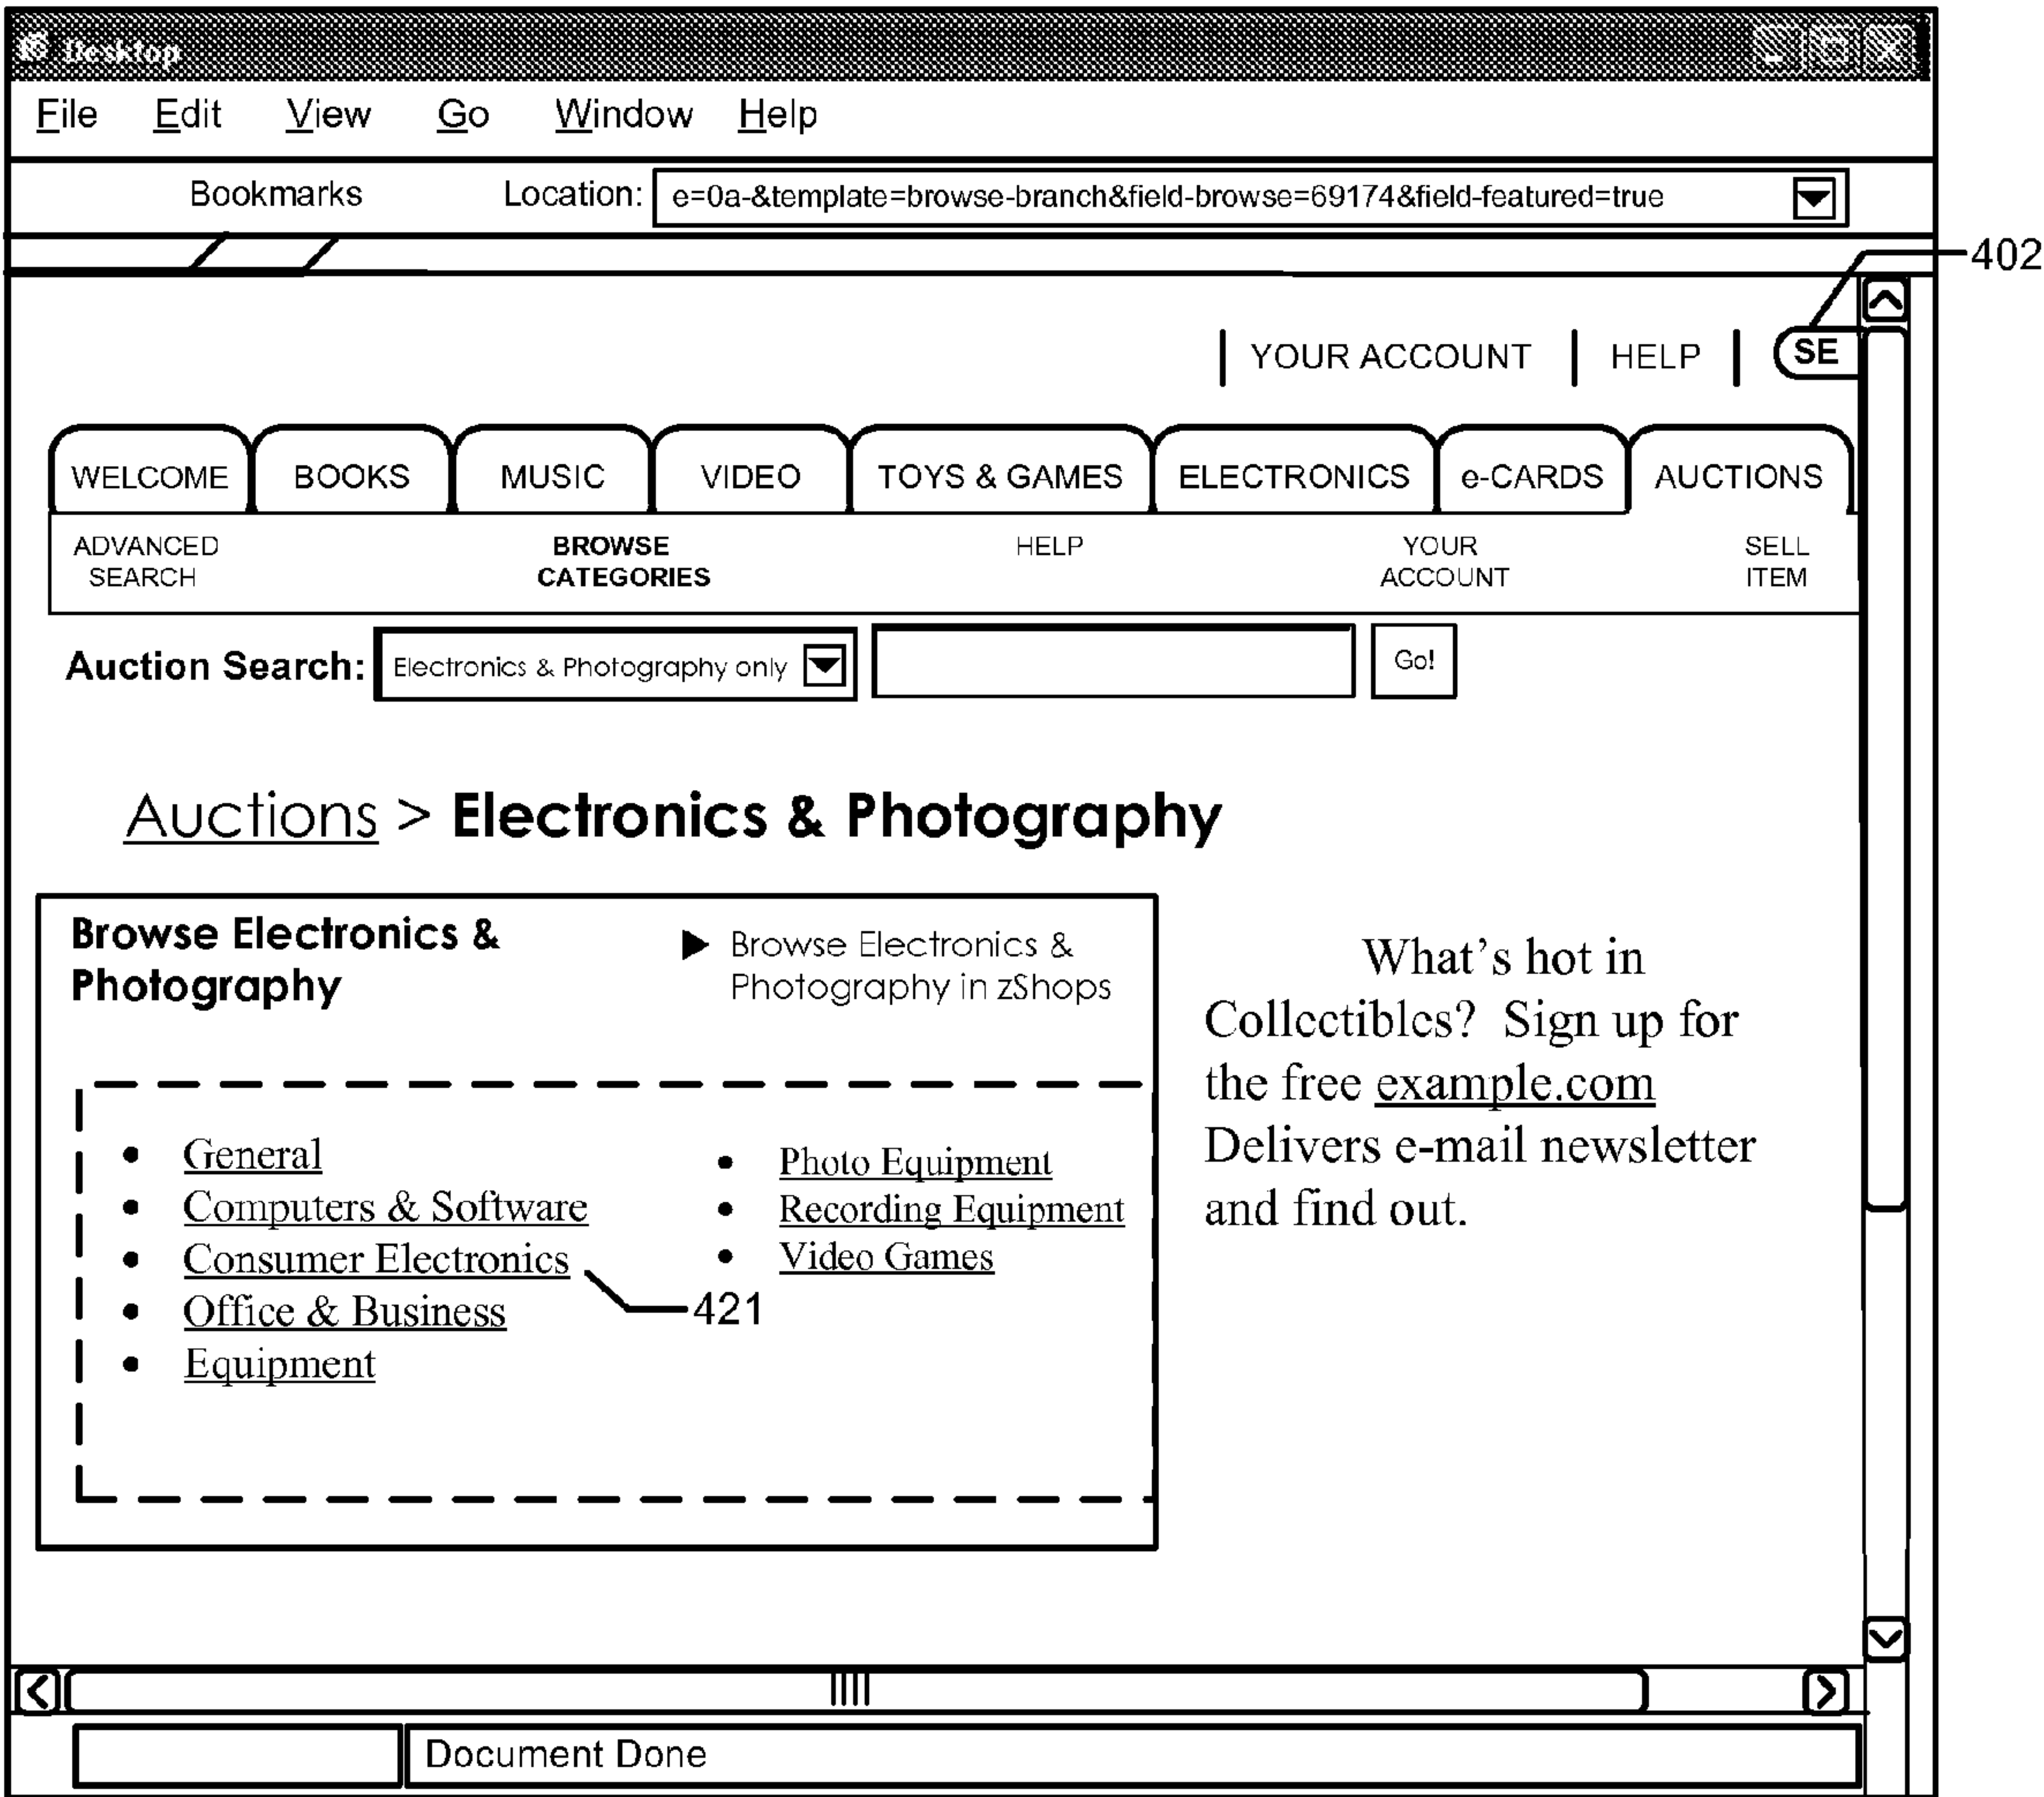 Desktop
File Edit View Go Window Help
Bookmarks Location: e=0a-&template=browse-branch&field-browse=69174&field-featured=true
402
YOUR ACCOUNT HELP SE
WELCOME BOOKS MUSIC VIDEO TOYS & GAMES ELECTRONICS e-CARDS AUCTIONS
ADVANCED SEARCH
BROWSE CATEGORIES
HELP
YOUR ACCOUNT
SELL ITEM
Auction Search: Electronics & Photography only Go!
Auctions > Electronics & Photography
Browse Electronics &
Photography
Browse Electronics &
Photography in zShops
General
Computers & Software
Consumer Electronics
421
Office & Business
Equipment
Photo Equipment
Recording Equipment
Video Games
What's hot in
Collectibles? Sign up for
the free example.com
Delivers e-mail newsletter
and find out.
Document Done